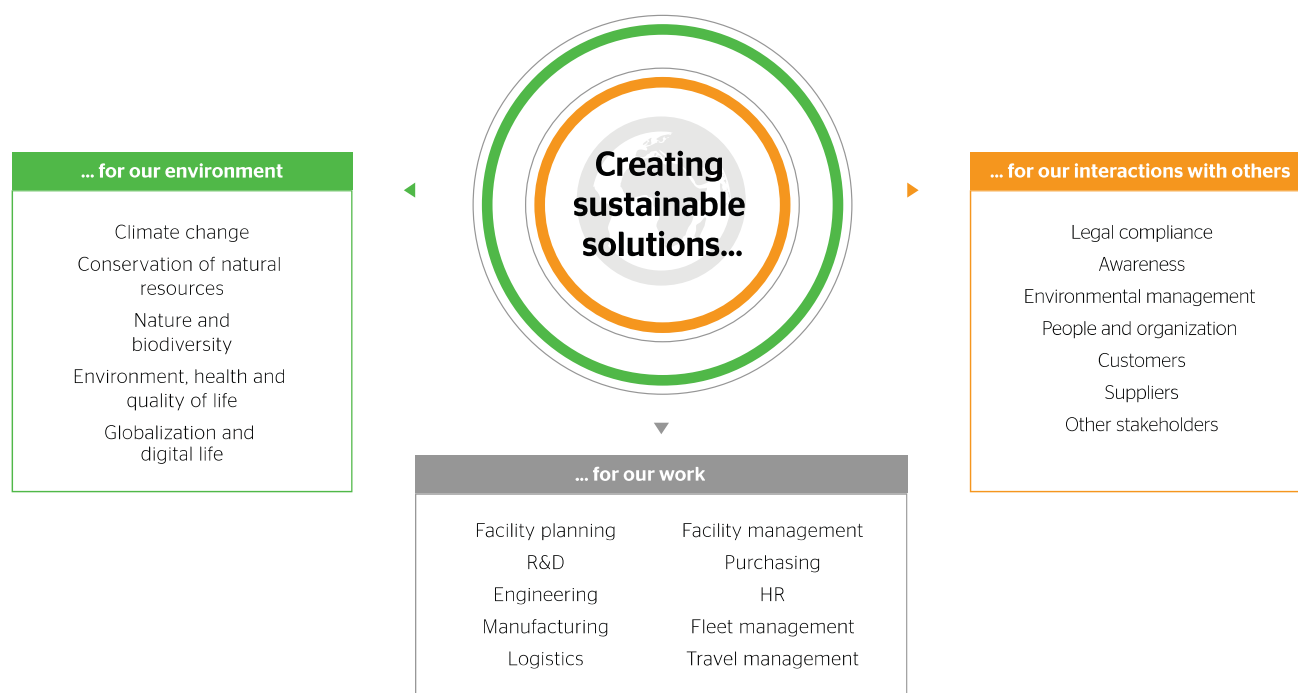 Creating
sustainable
solutions...
... for our environment
Climate change
Conservation of natural
resources
Nature and
biodiversity
Environment, health and
quality of life
Globalization and
digital life
... for our work
Facility planning
R&D
Engineering
Manufacturing
Logistics
Facility management
Purchasing
HR
Fleet management
Travel management
... for our interactions with others
Legal compliance
Awareness
Environmental management
People and organization
Customers
Suppliers
Other stakeholders